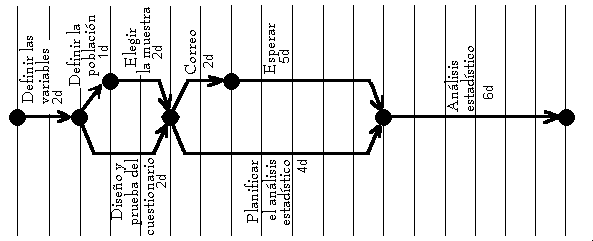 Definir las
variables
2d
Definir la
población
1d
Elegir
la muestra
2d
Diseño y
prueba del
cuestionario
2d
Correo
2d
Esperar
5d
Planificar
el análisis
estadístico
4d
Análisis
estadístico
6d